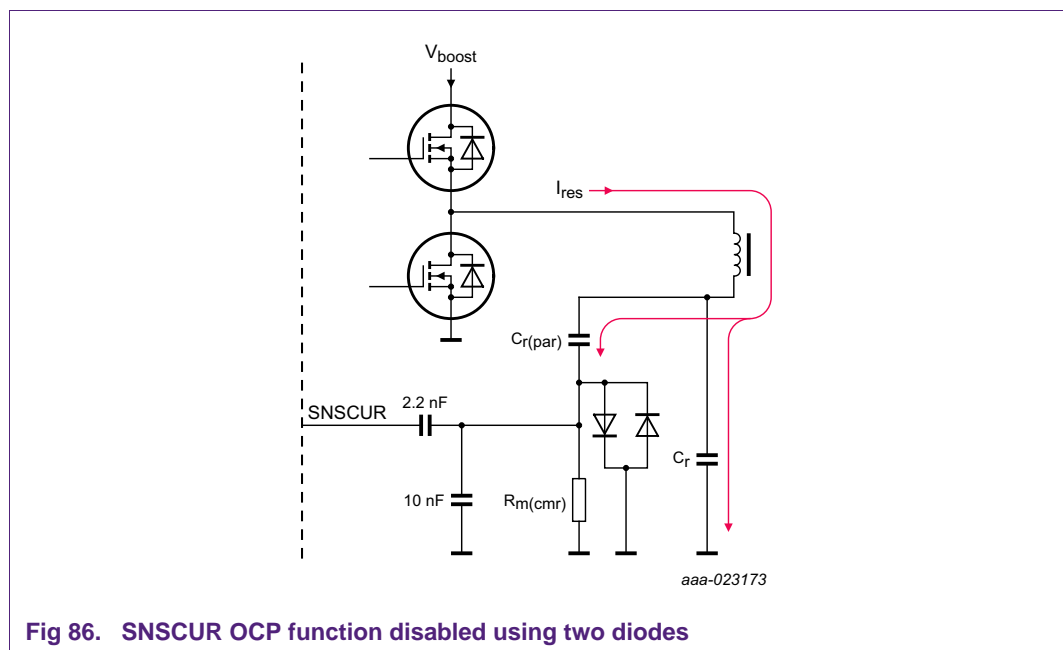 Vboost
Ires
Cr(par)
SNSCUR
2.2 nF
10 nF
Rm(cmr)
Cr
aaa-023173
Fig 86. SNSCUR OCP function disabled using two diodes